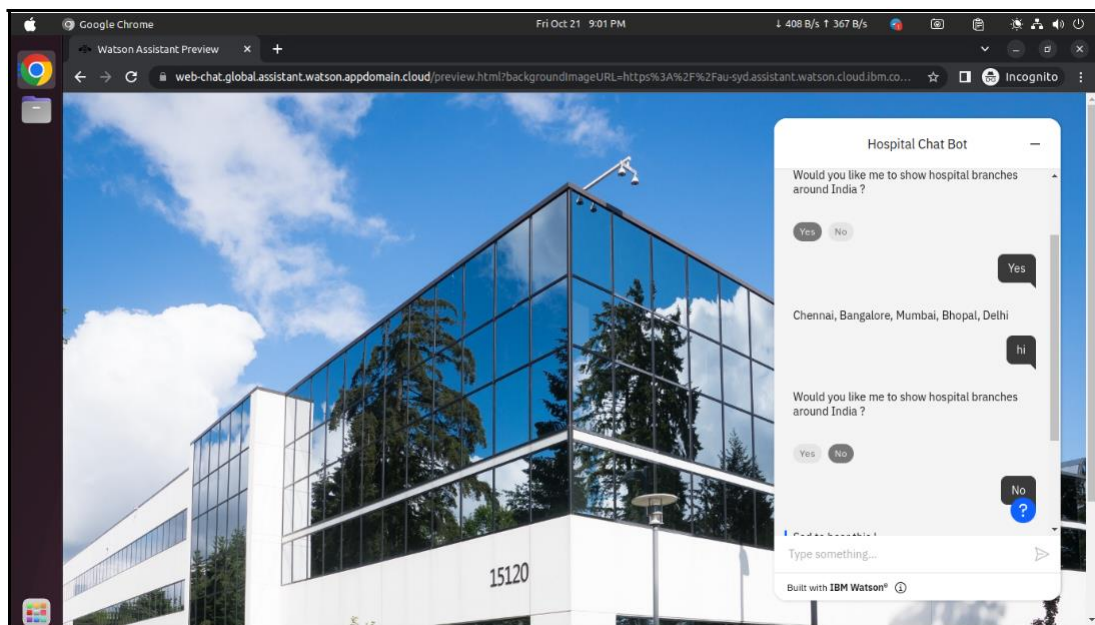 Google Chrome
Fri Oct 21 9:01 PM
↓ 408 B/s ↑ 367 B/s
Watson Assistant Preview
web-chat.global.assistant.watson.appdomain.cloud/preview.html?backgroundImageURL=https%3A%2F%2Fau-syd.assistant.watson.cloud.ibm.co...
Incognito
Hospital Chat Bot
Would you like me to show hospital branches
around India ?
Yes No
Yes
Chennai, Bangalore, Mumbai, Bhopal, Delhi
hi
Would you like me to show hospital branches
around India ?
Yes No
No
?
Sad to hear this !
Type something...
Built with IBM Watson®
15120